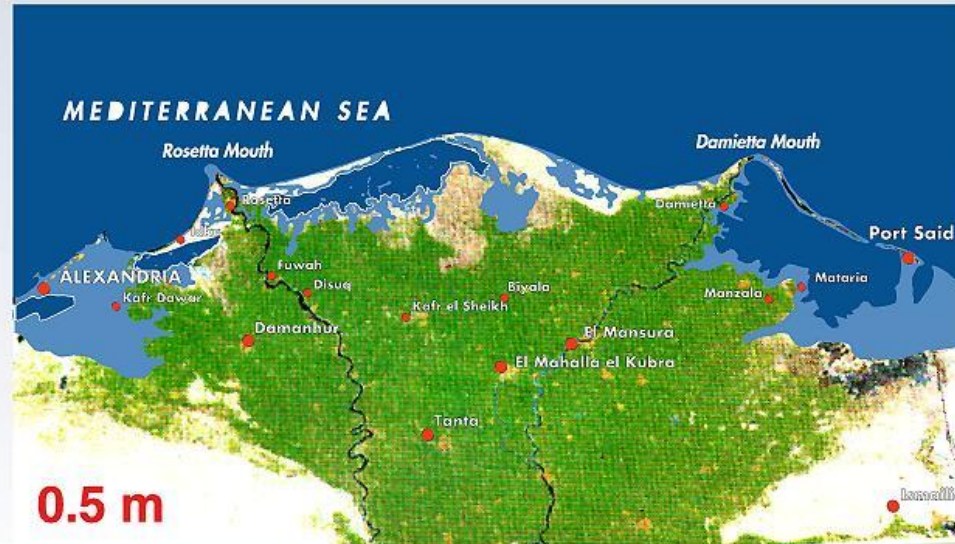 MEDITERRANEAN SEA
Rosetta Mouth
Damietta Mouth
Rosetta
Damietta
Port Said
ALEXANDRIA
Fuwah
Mataria
Kafr Dawar
Disuq
Biyala
Manzala
Kafr el Sheikh
Damanhur
El Mansura
El Mahalla el Kubra
Tanta
0.5 m